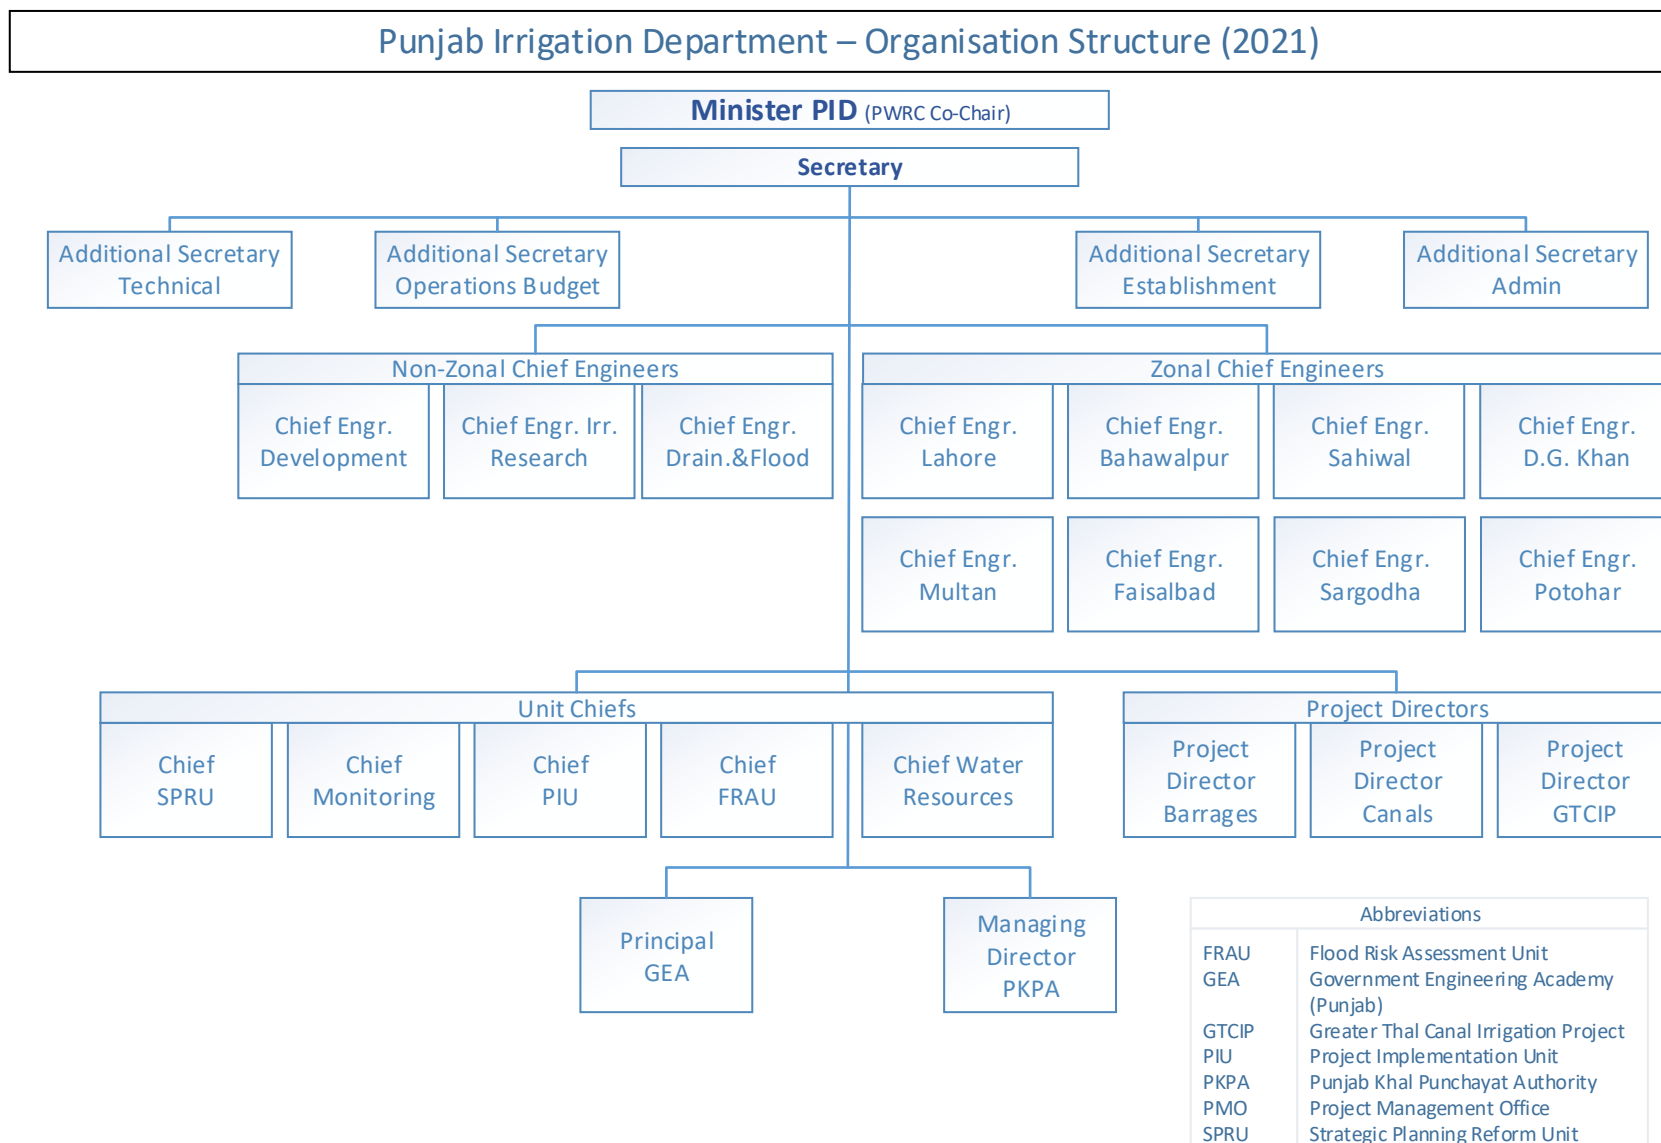 Punjab Irrigation Department – Organisation Structure (2021)
Minister PID (PWRC Co-Chair)
Secretary
Additional Secretary
Technical
Additional Secretary
Operations Budget
Additional Secretary
Establishment
Additional Secretary
Admin
Non-Zonal Chief Engineers
Chief Engr.
Development
Chief Engr. Irr.
Research
Chief Engr.
Drain.&Flood
Zonal Chief Engineers
Chief Engr.
Lahore
Chief Engr.
Bahawalpur
Chief Engr.
Sahiwal
Chief Engr.
D.G. Khan
Chief Engr.
Multan
Chief Engr.
Faisalbad
Chief Engr.
Sargodha
Chief Engr.
Potohar
Unit Chiefs
Chief
SPRU
Chief
Monitoring
Chief
PIU
Chief
FRAU
Chief Water
Resources
Project Directors
Project
Director
Barrages
Project
Director
Canals
Project
Director
GTCIP
Principal
GEA
Managing
Director
PKPA
Abbreviations
FRAU Flood Risk Assessment Unit
GEA Government Engineering Academy
(Punjab)
GTCIP Greater Thal Canal Irrigation Project
PIU Project Implementation Unit
PKPA Punjab Khal Punchayat Authority
PMO Project Management Office
SPRU Strategic Planning Reform Unit